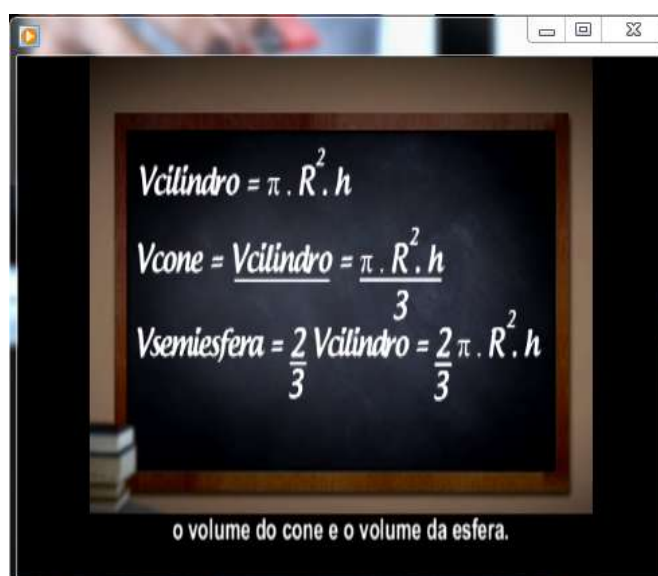 Vcilindro = π . R². h
Vcone = Vcilindro = π . R². h
3
Vsemiesfera = 2/3 Vcilindro = 2/3 π . R². h
o volume do cone e o volume da esfera.